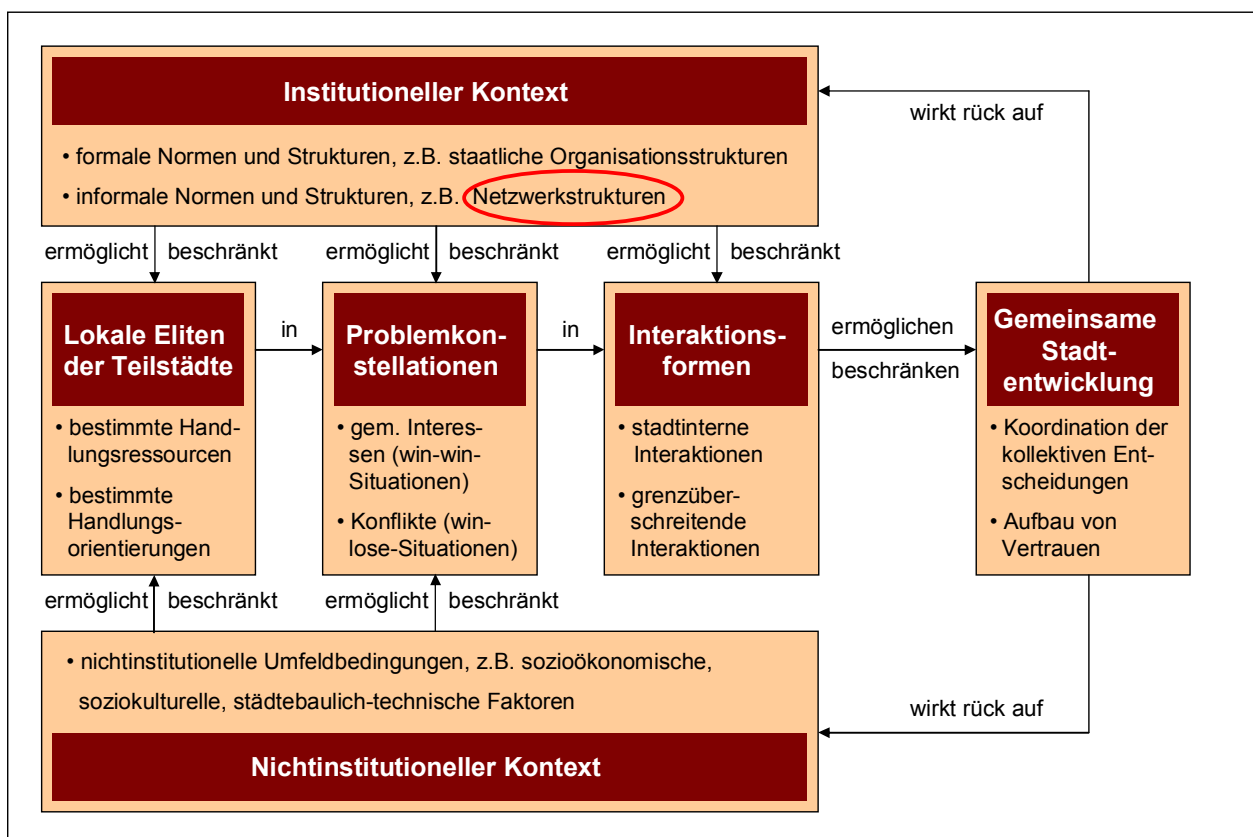 Institutioneller Kontext
• formale Normen und Strukturen, z.B. staatliche Organisationsstrukturen
• informale Normen und Strukturen, z.B. Netzwerkstrukturen
wirkt rück auf
ermöglicht beschränkt
ermöglicht beschränkt
ermöglicht beschränkt
Lokale Eliten
der Teilstädte
• bestimmte Hand-
lungsressourcen
• bestimmte
Handlungs-
orientierungen
in
Problemkon-
stellationen
• gem. Interes-
sen (win-win-
Situationen)
• Konflikte (win-
lose-Situationen)
in
Interaktions-
formen
• stadtinterne
Interaktionen
• grenzüber-
schreitende
Interaktionen
ermöglichen
beschränken
Gemeinsame
Stadt-
entwicklung
• Koordination der
kollektiven Ent-
scheidungen
• Aufbau von
Vertrauen
ermöglicht beschränkt
ermöglicht beschränkt
• nichtinstitutionelle Umfeldbedingungen, z.B. sozioökonomische,
soziokulturelle, städtebaulich-technische Faktoren
Nichtinstitutioneller Kontext
wirkt rück auf